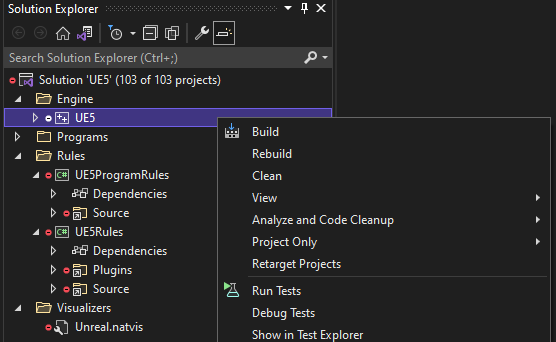 Solution Explorer
Search Solution Explorer (Ctrl+;)
Solution 'UE5' (103 of 103 projects)
Engine
UE5
Programs
Rules
C# UE5ProgramRules
Dependencies
Source
C# UE5Rules
Dependencies
Plugins
Source
Visualizers
Unreal.natvis
Build
Rebuild
Clean
View
Analyze and Code Cleanup
Project Only
Retarget Projects
Run Tests
Debug Tests
Show in Test Explorer